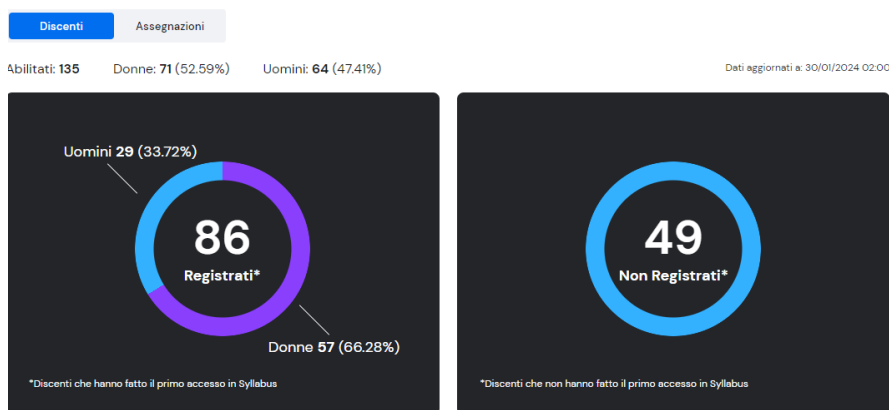 Discenti Assegnazioni
Abilitati: 135 Donne: 71 (52.59%) Uomini: 64 (47.41%) Dati aggiornati a: 30/01/2024 02:00
Uomini 29 (33.72%)
86
Registrati*
Donne 57 (66.28%)
*Discenti che hanno fatto il primo accesso in Syllabus
49
Non Registrati*
*Discenti che non hanno fatto il primo accesso in Syllabus